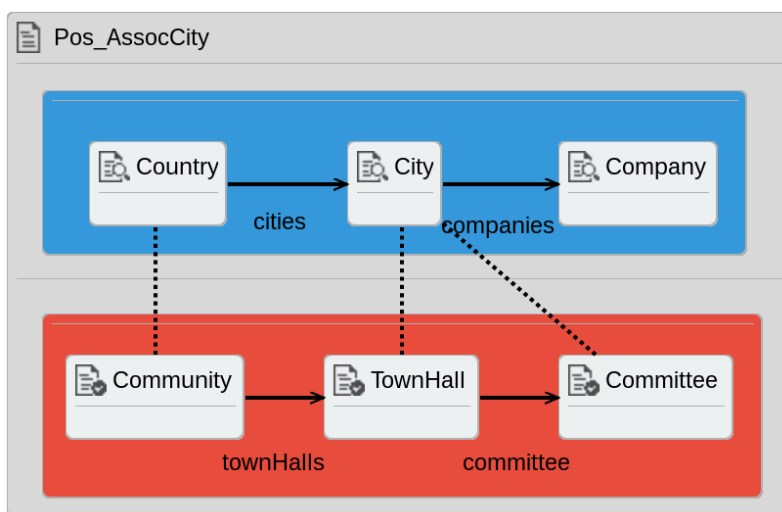 Pos_AssocCity
Country
City
Company
cities
companies
Community
TownHall
Committee
townHalls
committee